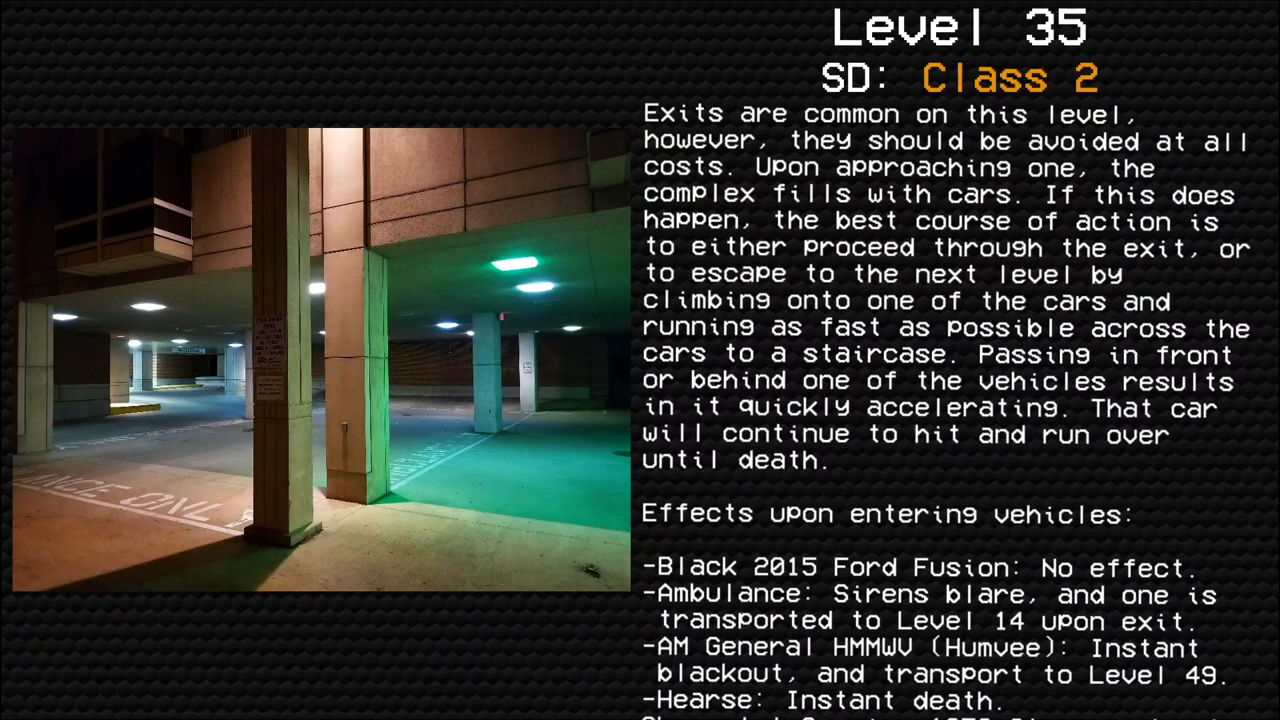 Level 35
SD: Class 2
Exits are common on this level,
however, they should be avoided at all
costs. Upon approaching one, the
complex fills with cars. If this does
happen, the best course of action is
to either proceed through the exit, or
to escape to the next level by
climbing onto one of the cars and
running as fast as possible across the
cars to a staircase. Passing in front
or behind one of the vehicles results
in it quickly accelerating. That car
will continue to hit and run over
until death.
Effects upon entering vehicles:
-Black 2015 Ford Fusion: No effect.
-Ambulance: Sirens blare, and one is
transported to Level 14 upon exit.
-AM General HMMWV (Humvee): Instant
blackout, and transport to Level 49.
-Hearse: Instant death.
ONLY